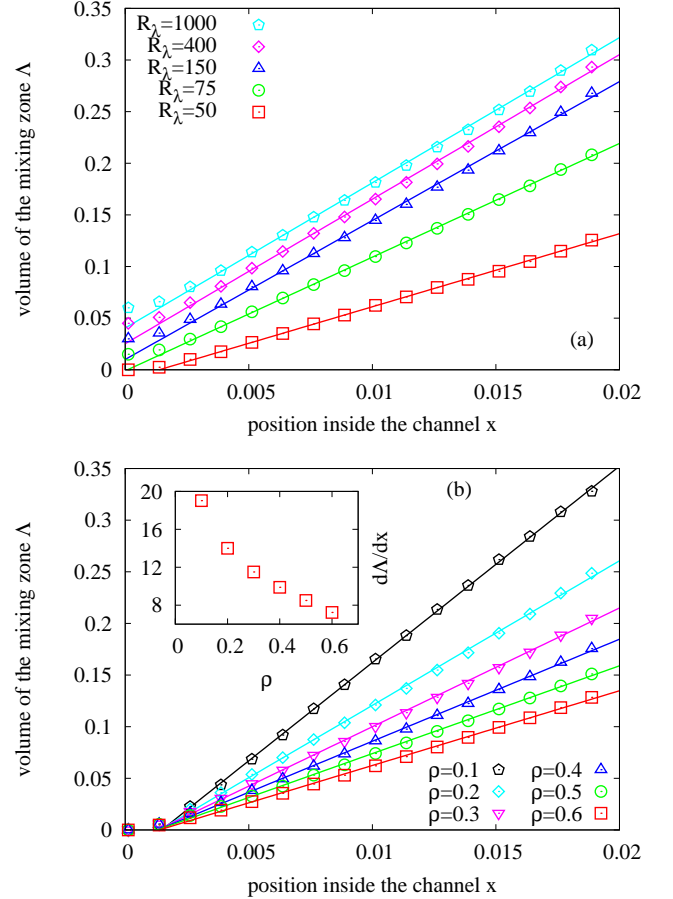 0.35
0.3
0.25
0.2
0.15
0.1
0.05
0
volume of the mixing zone Λ
R_λ=1000
R_λ=400
R_λ=150
R_λ=75
R_λ=50
(a)
0 0.005 0.01 0.015 0.02
position inside the channel x
0.35
0.3
0.25
0.2
0.15
0.1
0.05
0
volume of the mixing zone Λ
(b)
20
16
12
8
0 0.2 0.4 0.6
ρ
dΛ/dx
ρ=0.1 ρ=0.4
ρ=0.2 ρ=0.5
ρ=0.3 ρ=0.6
0 0.005 0.01 0.015 0.02
position inside the channel x